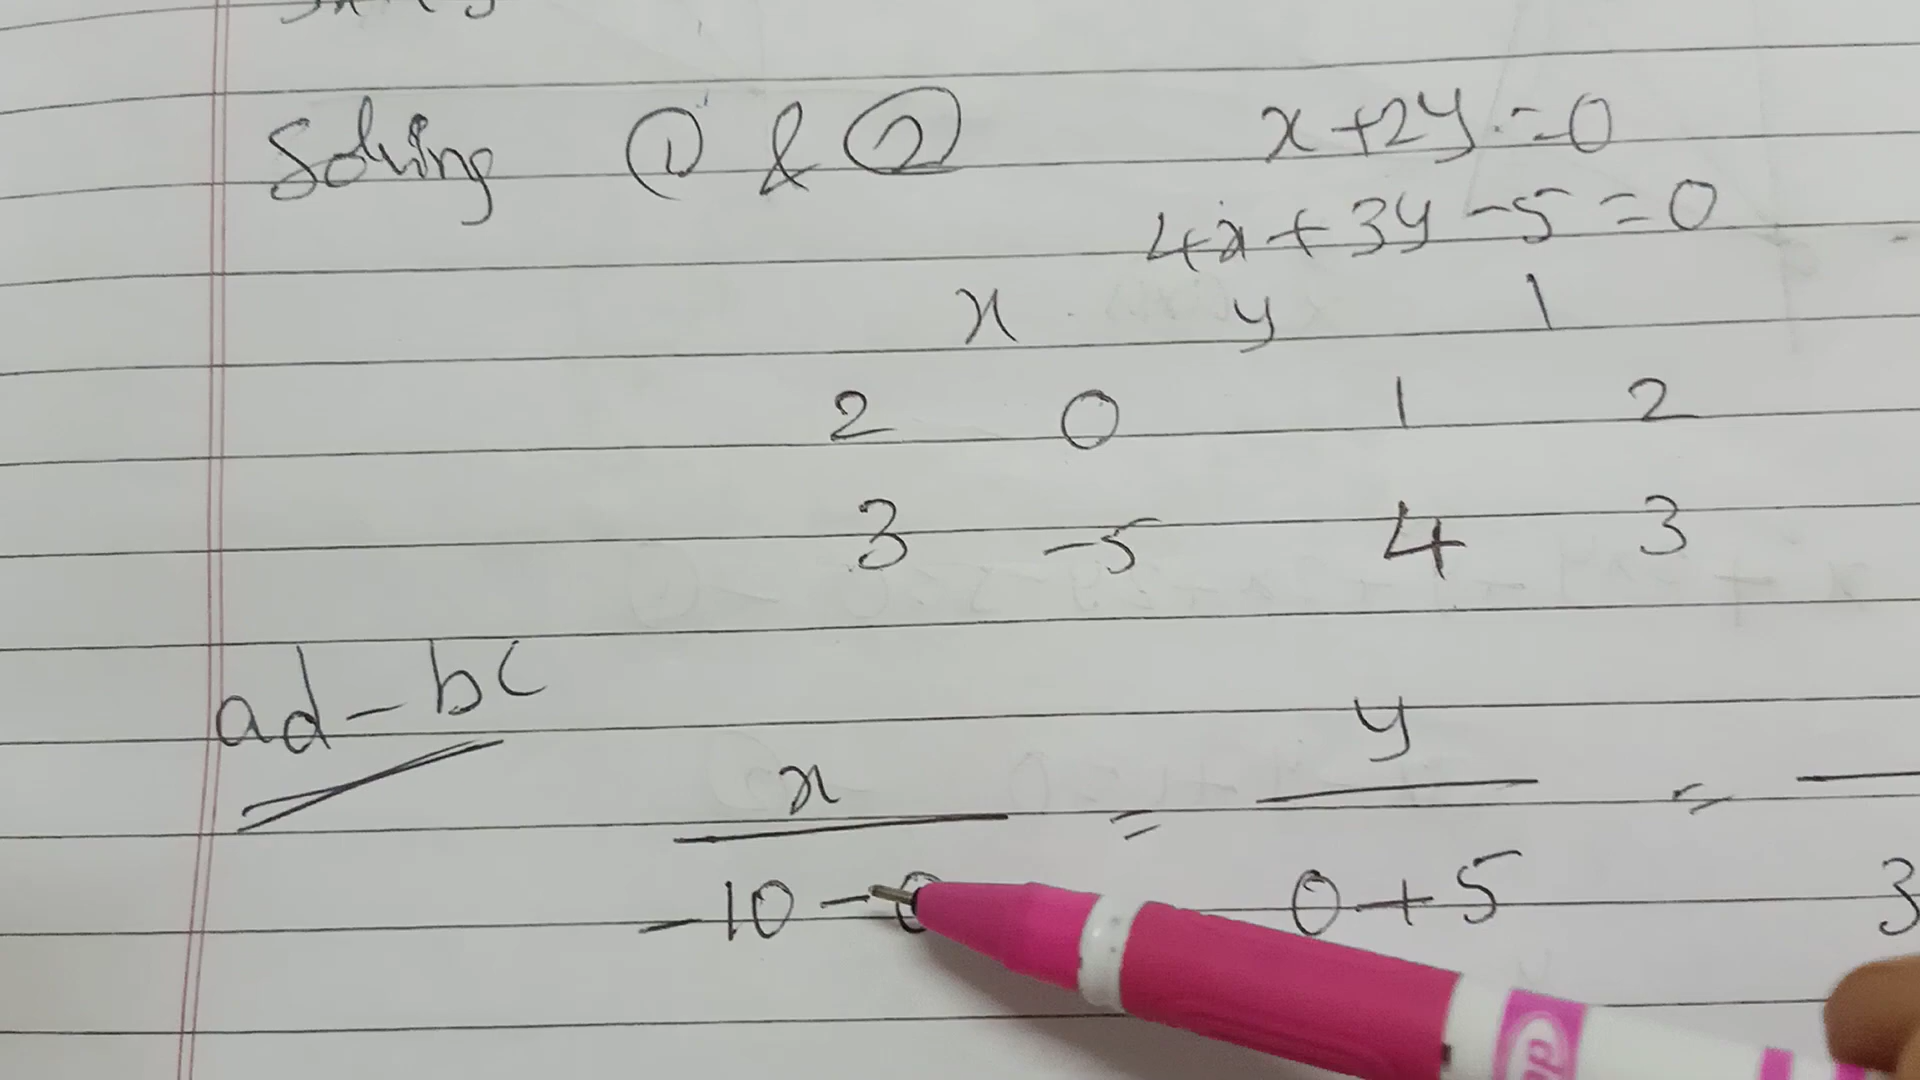 Solving ① & ② x+2y=0
4x+3y-5=0
x y 1
2 0 1 2
3 -5 4 3
ad-bc
x = y =
-10-0 0+5 3